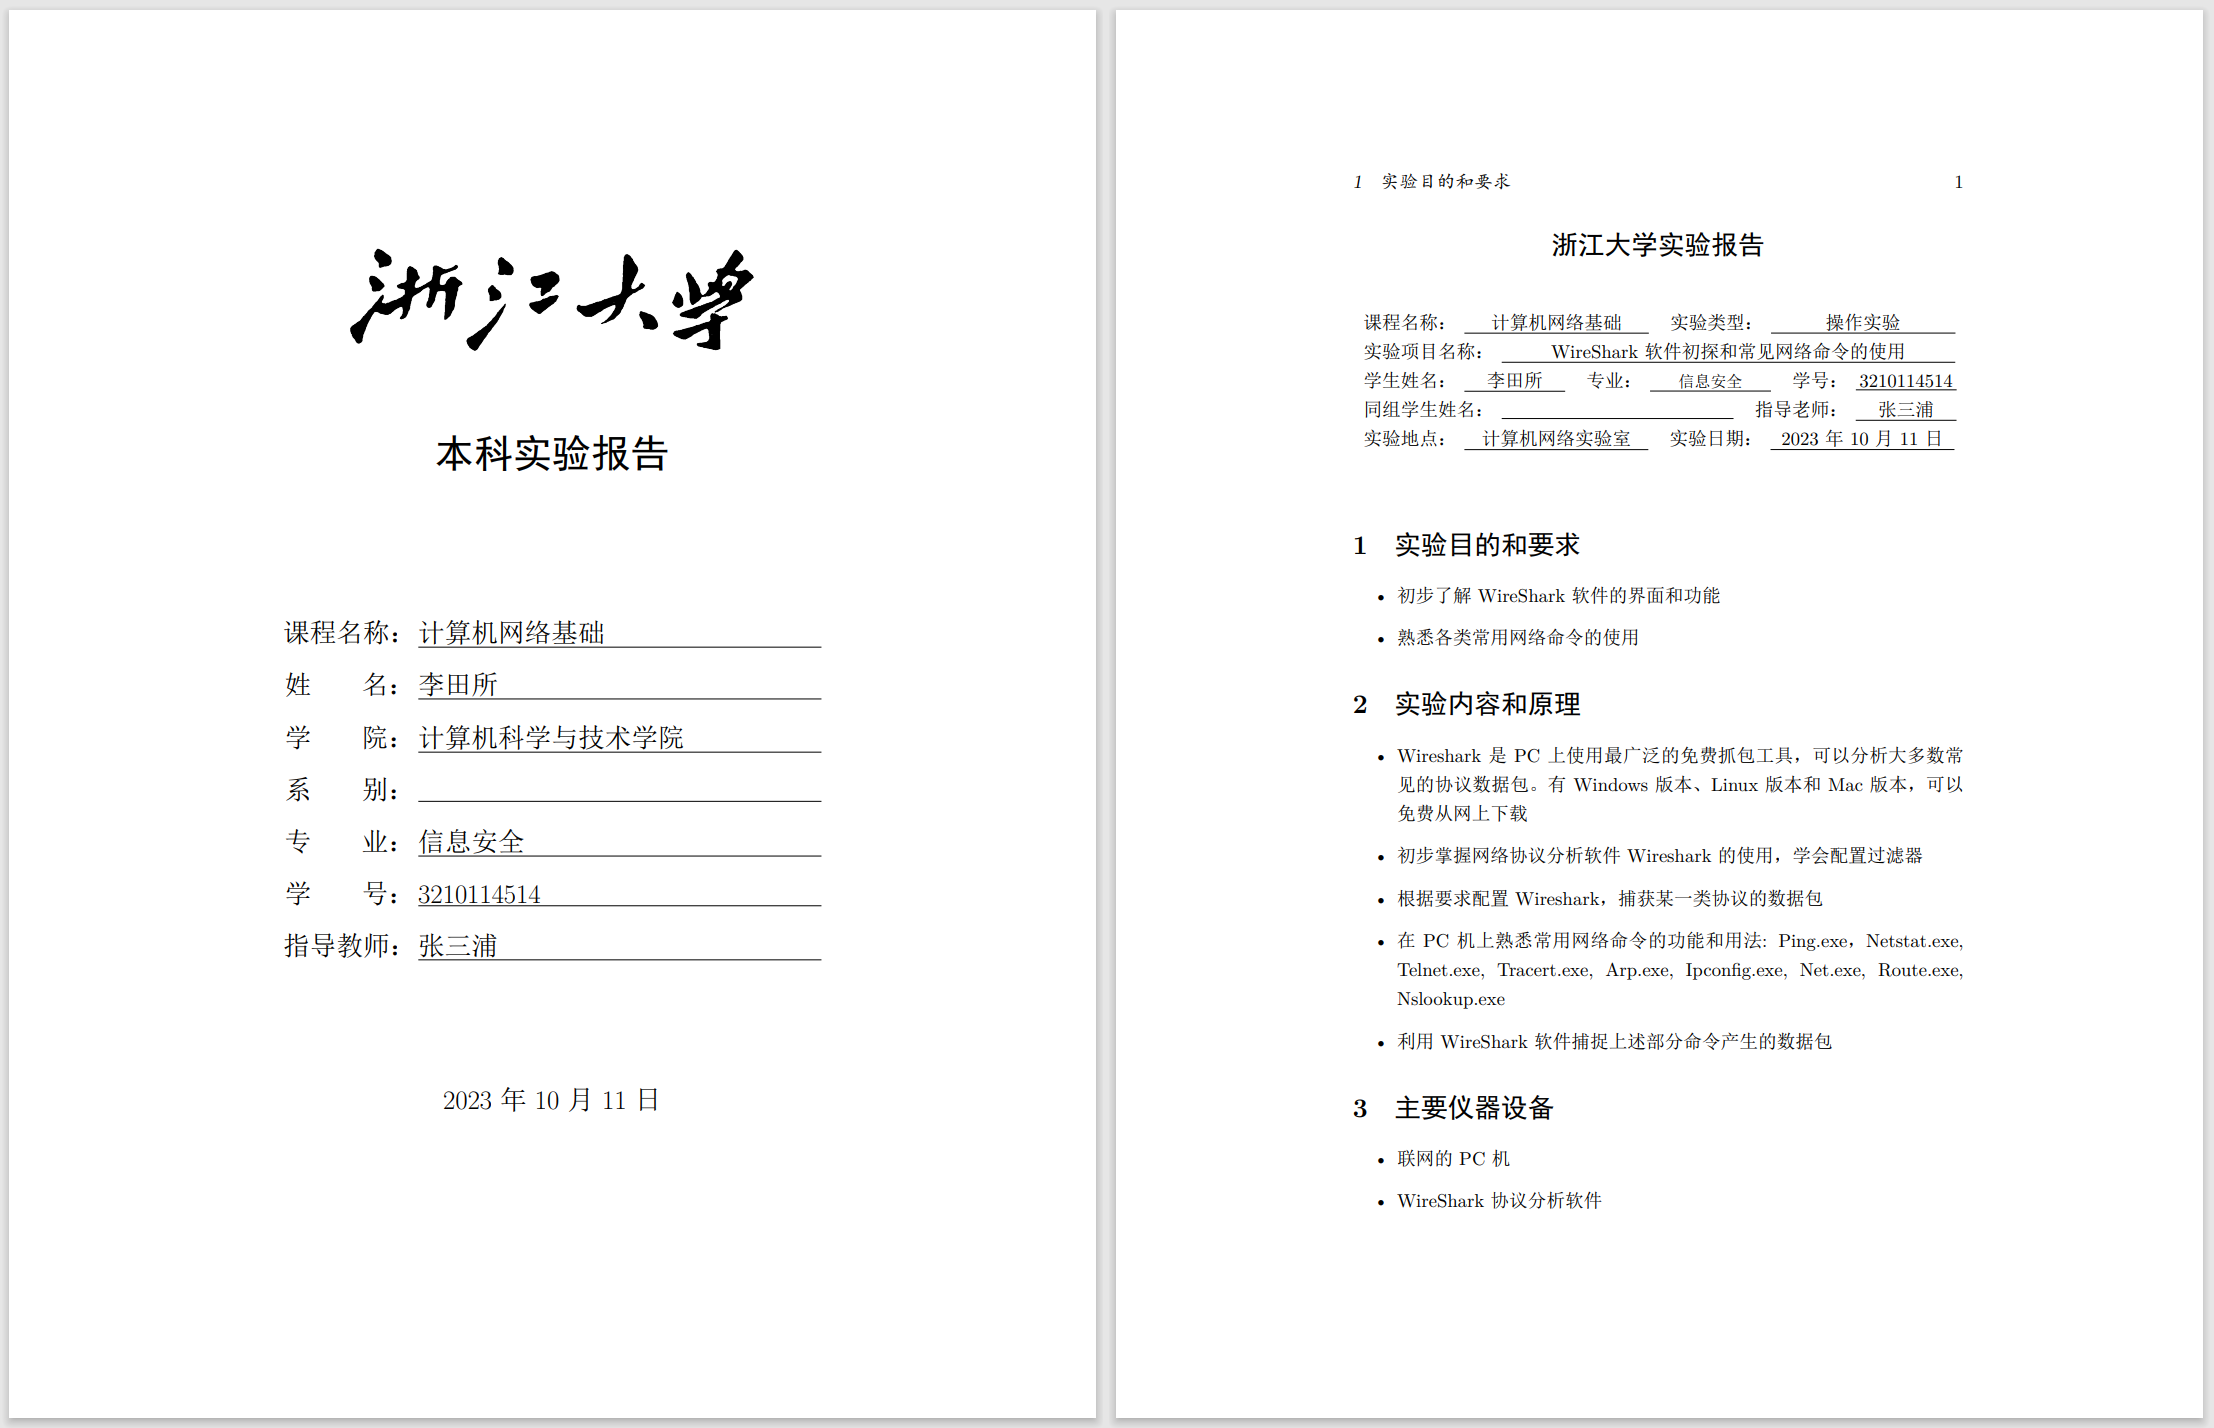 浙江大学
本科实验报告
课程名称：计算机网络基础
姓 名：李田所
学 院：计算机科学与技术学院
系 别：
专 业：信息安全
学 号：3210114514
指导教师：张三浦
2023 年 10 月 11 日
1 实验目的和要求 1
浙江大学实验报告
课程名称： 计算机网络基础 实验类型： 操作实验
实验项目名称： WireShark 软件初探和常见网络命令的使用
学生姓名： 李田所 专业： 信息安全 学号： 3210114514
同组学生姓名： 指导老师： 张三浦
实验地点： 计算机网络实验室 实验日期： 2023 年 10 月 11 日
1 实验目的和要求
• 初步了解 WireShark 软件的界面和功能
• 熟悉各类常用网络命令的使用
2 实验内容和原理
• Wireshark 是 PC 上使用最广泛的免费抓包工具，可以分析大多数常
见的协议数据包。有 Windows 版本、Linux 版本和 Mac 版本，可以
免费从网上下载
• 初步掌握网络协议分析软件 Wireshark 的使用，学会配置过滤器
• 根据要求配置 Wireshark，捕获某一类协议的数据包
• 在 PC 机上熟悉常用网络命令的功能和用法: Ping.exe，Netstat.exe,
Telnet.exe, Tracert.exe, Arp.exe, Ipconfig.exe, Net.exe, Route.exe,
Nslookup.exe
• 利用 WireShark 软件捕捉上述部分命令产生的数据包
3 主要仪器设备
• 联网的 PC 机
• WireShark 协议分析软件